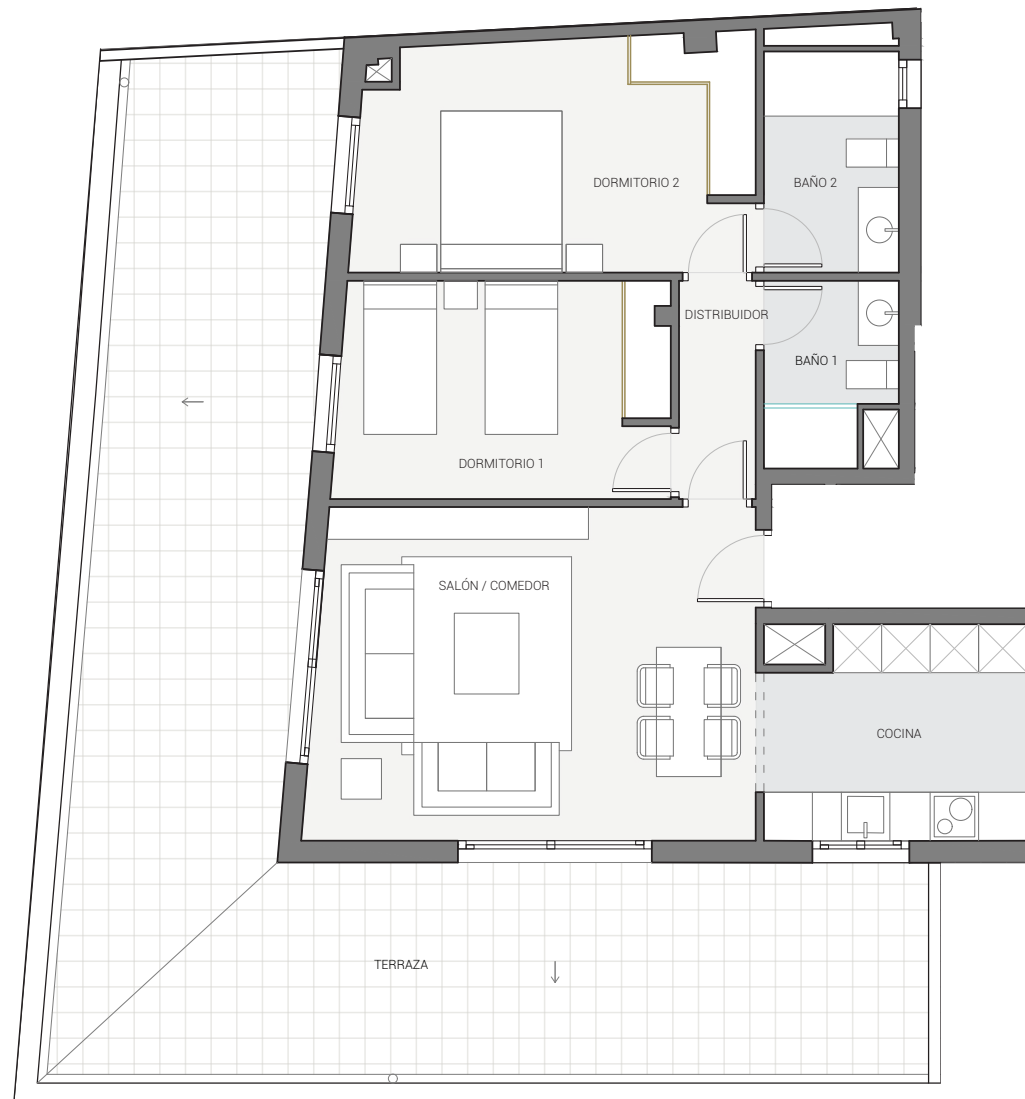 DORMITORIO 2
BAÑO 2
DISTRIBUIDOR
BAÑO 1
DORMITORIO 1
SALÓN / COMEDOR
COCINA
TERRAZA